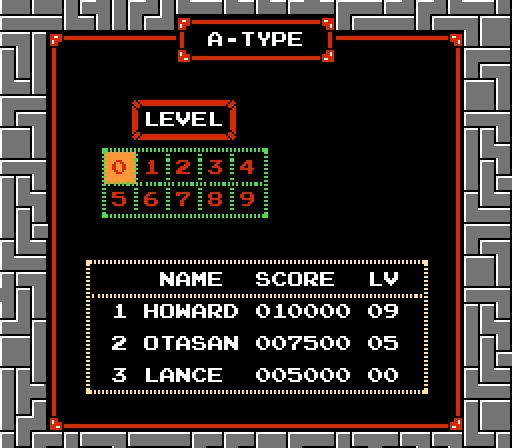 A-TYPE
LEVEL
0 1 2 3 4
5 6 7 8 9
NAME SCORE LV
1 HOWARD 010000 09
2 OTASAN 007500 05
3 LANCE 005000 00